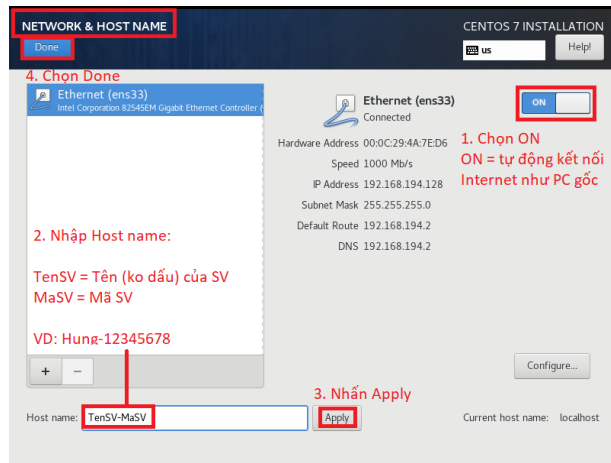 NETWORK & HOST NAME
CENTOS 7 INSTALLATION
Done
us
Help!
4. Chọn Done
Ethernet (ens33)
Intel Corporation 82545EM Gigabit Ethernet Controller (
Ethernet (ens33)
Connected
ON
Hardware Address 00:0C:29:4A:7E:D6
Speed 1000 Mb/s
IP Address 192.168.194.128
Subnet Mask 255.255.255.0
Default Route 192.168.194.2
DNS 192.168.194.2
1. Chọn ON
ON = tự động kết nối
Internet như PC gốc
2. Nhập Host name:
TenSV = Tên (ko dấu) của SV
MaSV = Mã SV
VD: Hung-12345678
+ −
Configure...
3. Nhấn Apply
Host name: TenSV-MaSV
Apply
Current host name: localhost